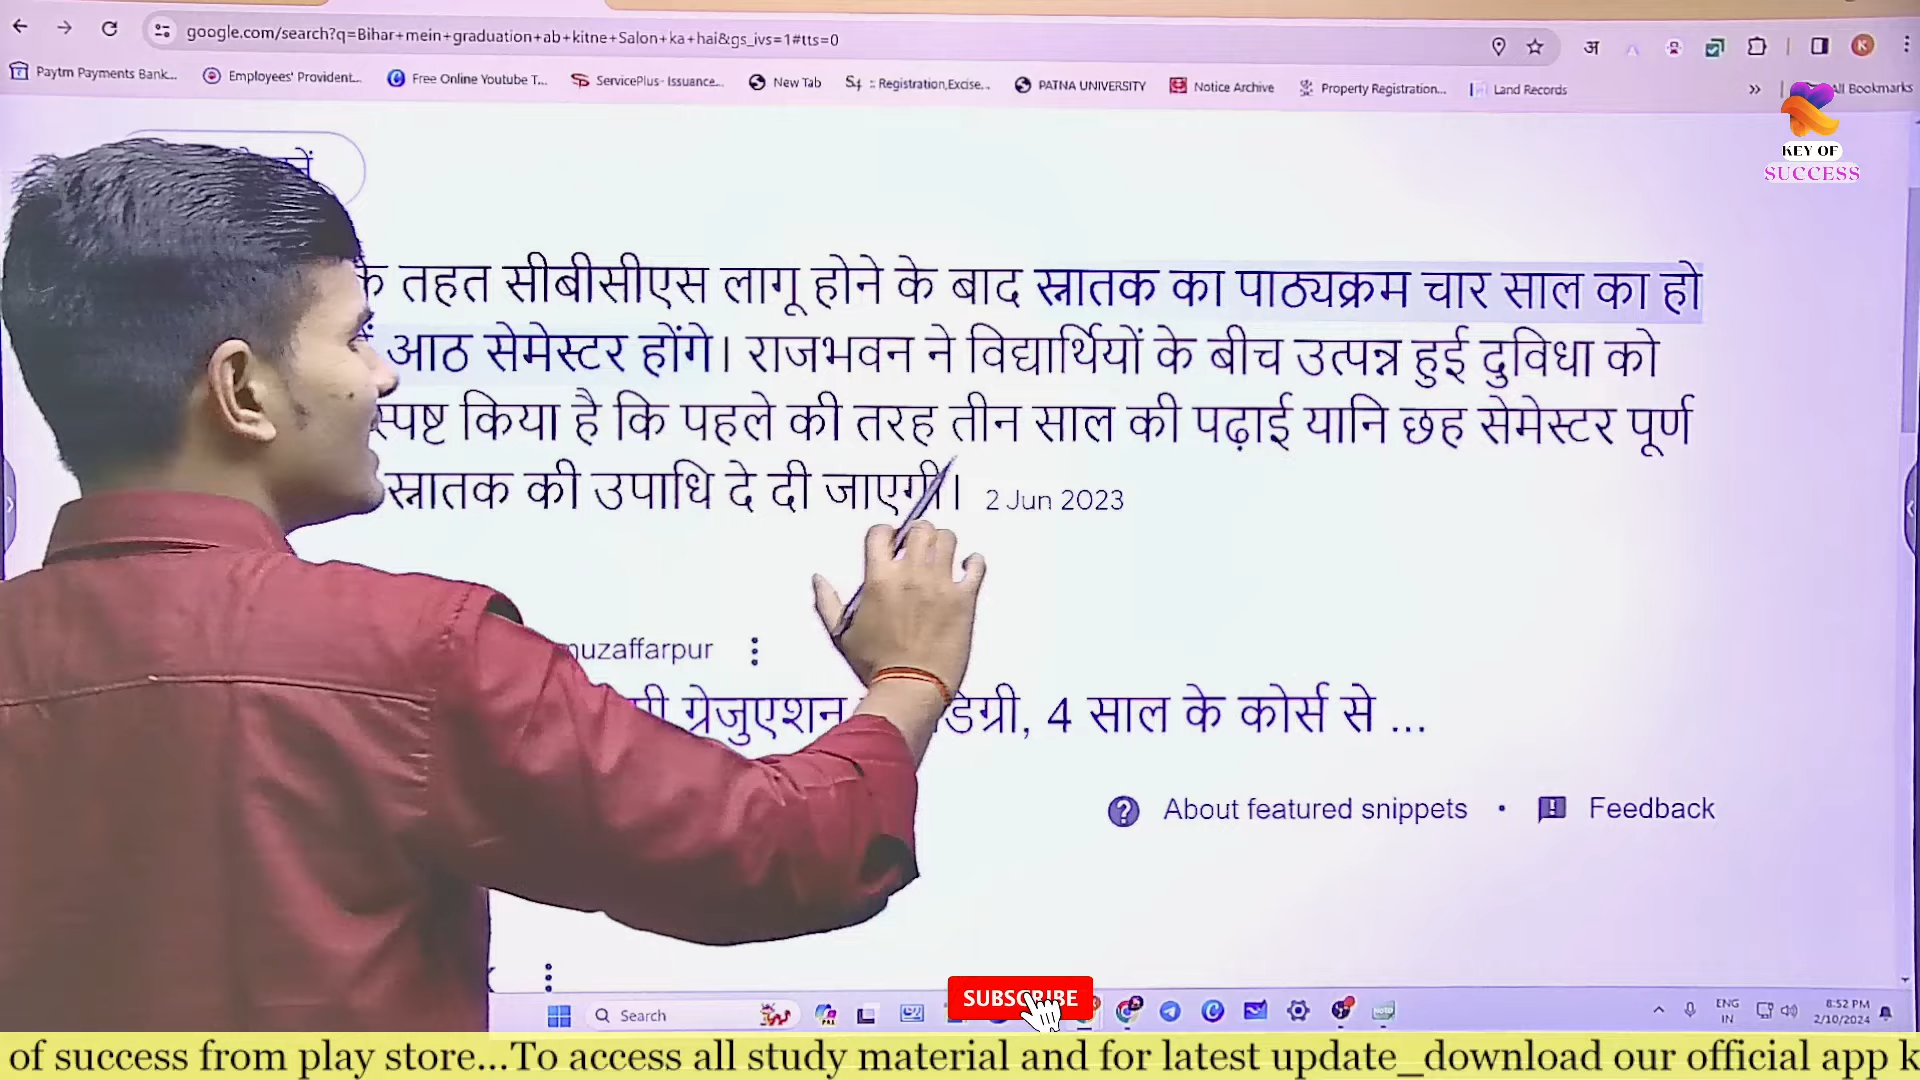 google.com/search?q=Bihar+mein+graduation+ab+kitne+Salon+ka+hai&gs_ivs=1#tts=0
अ
K
Paytm Payments Bank...
Employees' Provident...
Free Online Youtube T...
ServicePlus- Issuance...
New Tab
:: Registration,Excise,..
PATNA UNIVERSITY
Notice Archive
Property Registration...
Land Records
»
All Bookmarks
KEY OF
SUCCESS
के तहत सीबीसीएस लागू होने के बाद स्नातक का पाठ्यक्रम चार साल का हो
आठ सेमेस्टर होंगे। राजभवन ने विद्यार्थियों के बीच उत्पन्न हुई दुविधा को
स्पष्ट किया है कि पहले की तरह तीन साल की पढ़ाई यानि छह सेमेस्टर पूर्ण
स्नातक की उपाधि दे दी जाएगी। 2 Jun 2023
muzaffarpur
ग्रेजुएशन डिग्री, 4 साल के कोर्स से ...
About featured snippets • Feedback
SUBSCRIBE
Search
ENG
IN
8:52 PM
2/10/2024
of success from play store...To access all study material and for latest update_download our official app k